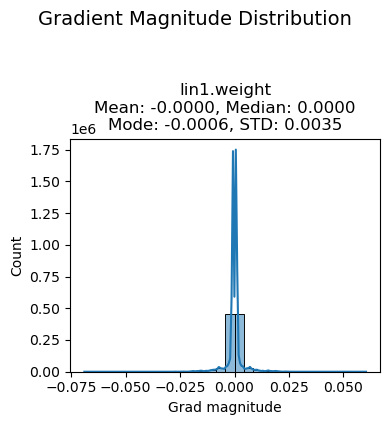 Gradient Magnitude Distribution
lin1.weight
Mean: -0.0000, Median: 0.0000
Mode: -0.0006, STD: 0.0035
1e6
1.75
1.50
1.25
1.00
0.75
0.50
0.25
0.00
Count
−0.075 −0.050 −0.025 0.000 0.025 0.050
Grad magnitude